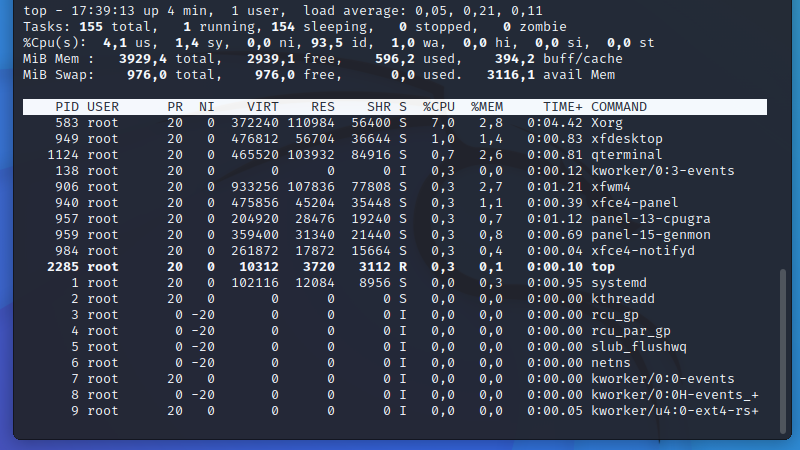 top - 17:39:13 up 4 min,  1 user,  load average: 0,05, 0,21, 0,11
Tasks: 155 total,   1 running, 154 sleeping,   0 stopped,   0 zombie
%Cpu(s):  4,1 us,  1,4 sy,  0,0 ni, 93,5 id,  1,0 wa,  0,0 hi,  0,0 si,  0,0 st
MiB Mem :   3929,4 total,   2939,1 free,    596,2 used,    394,2 buff/cache
MiB Swap:    976,0 total,    976,0 free,      0,0 used.   3116,1 avail Mem
PID USER      PR  NI    VIRT    RES    SHR S  %CPU  %MEM     TIME+ COMMAND
583 root      20   0  372240 110984  56400 S   7,0   2,8   0:04.42 Xorg
949 root      20   0  476812  56704  36644 S   1,0   1,4   0:00.83 xfdesktop
1124 root      20   0  465520 103932  84916 S   0,7   2,6   0:00.81 qterminal
138 root      20   0       0      0      0 I   0,3   0,0   0:00.12 kworker/0:3-events
906 root      20   0  933256 107836  77808 S   0,3   2,7   0:01.21 xfwm4
940 root      20   0  475856  45204  35448 S   0,3   1,1   0:00.39 xfce4-panel
957 root      20   0  204920  28476  19240 S   0,3   0,7   0:01.12 panel-13-cpugra
959 root      20   0  359400  31340  21440 S   0,3   0,8   0:00.69 panel-15-genmon
984 root      20   0  261872  17872  15664 S   0,3   0,4   0:00.04 xfce4-notifyd
2285 root      20   0   10312   3720   3112 R   0,3   0,1   0:00.10 top
1 root      20   0  102116  12084   8956 S   0,0   0,3   0:00.95 systemd
2 root      20   0       0      0      0 S   0,0   0,0   0:00.00 kthreadd
3 root       0 -20       0      0      0 I   0,0   0,0   0:00.00 rcu_gp
4 root       0 -20       0      0      0 I   0,0   0,0   0:00.00 rcu_par_gp
5 root       0 -20       0      0      0 I   0,0   0,0   0:00.00 slub_flushwq
6 root       0 -20       0      0      0 I   0,0   0,0   0:00.00 netns
7 root      20   0       0      0      0 I   0,0   0,0   0:00.00 kworker/0:0-events
8 root       0 -20       0      0      0 I   0,0   0,0   0:00.00 kworker/0:0H-events_+
9 root      20   0       0      0      0 I   0,0   0,0   0:00.05 kworker/u4:0-ext4-rs+